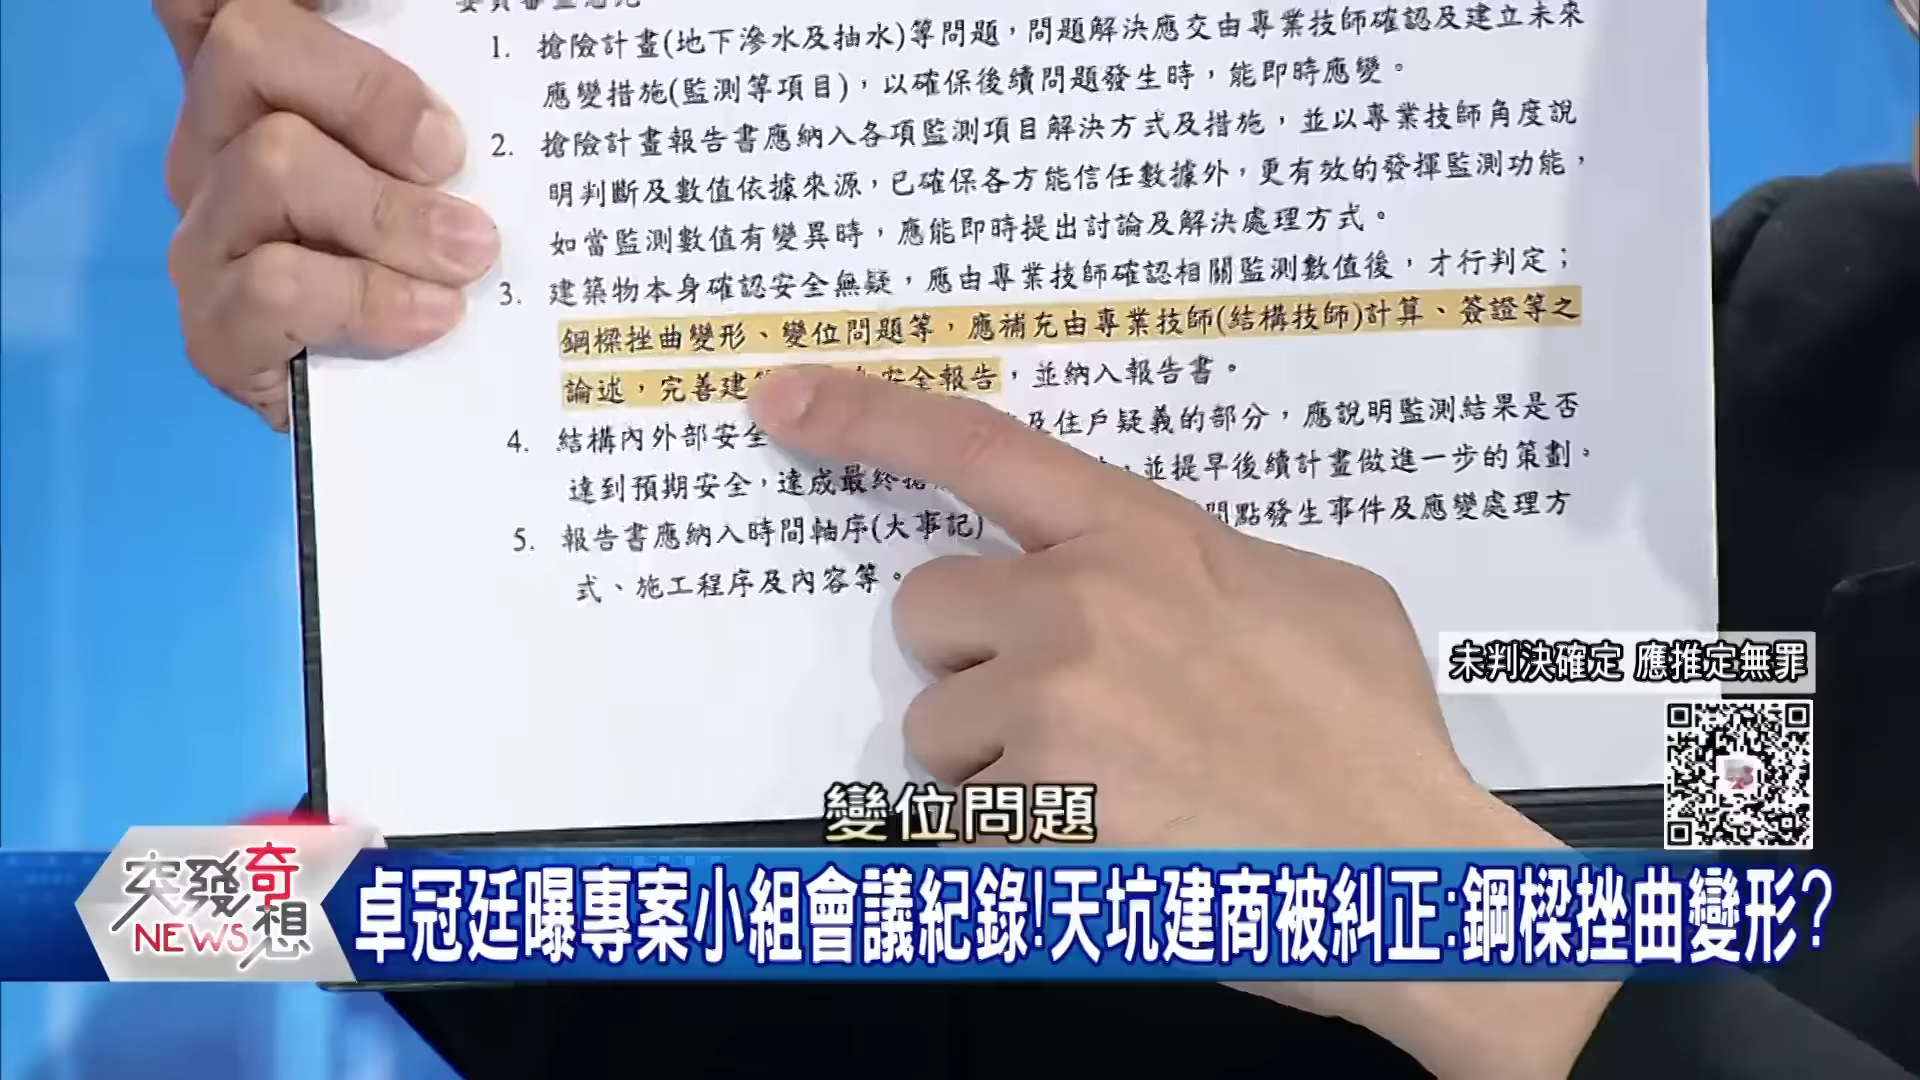 1. 搶險計畫(地下滲水及抽水)等問題，問題解決應交由專業技師確認及建立未來
應變措施(監測等項目)，以確保後續問題發生時，能即時應變。
2. 搶險計畫報告書應納入各項監測項目解決方式及措施，並以專業技師角度說
明判斷及數值依據來源，已確保各方能信任數據外，更有效的發揮監測功能，
如當監測數值有變異時，應能即時提出討論及解決處理方式。
3. 建築物本身確認安全無疑，應由專業技師確認相關監測數值後，才行判定；
鋼樑挫曲變形、變位問題等，應補充由專業技師(結構技師)計算、簽證等之
論述，完善建 安全報告，並納入報告書。
4. 結構內外部安全 及住戶疑義的部分，應說明監測結果是否
達到預期安全，達成最終 ，並提早後續計畫做進一步的策劃。
5. 報告書應納入時間軸序(大事記) 間點發生事件及應變處理方
式、施工程序及內容等。
未判決確定 應推定無罪
變位問題
突發奇想
NEWS
卓冠廷曝專案小組會議紀錄!天坑建商被糾正:鋼樑挫曲變形?